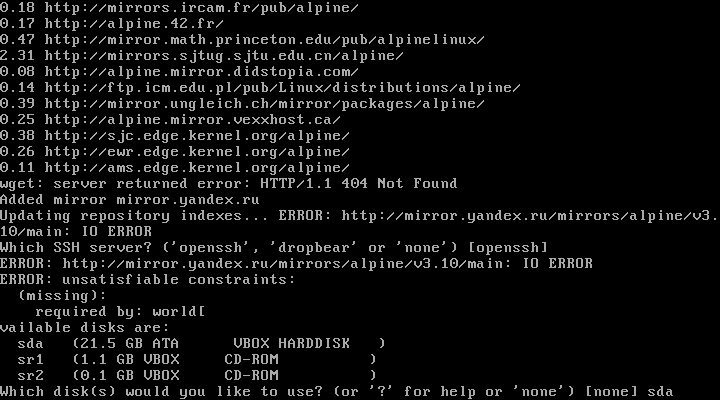 0.18 http://mirrors.ircam.fr/pub/alpine/
0.17 http://alpine.42.fr/
0.47 http://mirror.math.princeton.edu/pub/alpinelinux/
2.31 http://mirrors.sjtug.sjtu.edu.cn/alpine/
0.08 http://alpine.mirror.didstopia.com/
0.14 http://ftp.icm.edu.pl/pub/Linux/distributions/alpine/
0.39 http://mirror.ungleich.ch/mirror/packages/alpine/
0.25 http://alpine.mirror.vexxhost.ca/
0.38 http://sjc.edge.kernel.org/alpine/
0.26 http://ewr.edge.kernel.org/alpine/
0.11 http://ams.edge.kernel.org/alpine/
wget: server returned error: HTTP/1.1 404 Not Found
Added mirror mirror.yandex.ru
Updating repository indexes... ERROR: http://mirror.yandex.ru/mirrors/alpine/v3.
10/main: IO ERROR
Which SSH server? ('openssh', 'dropbear' or 'none') [openssh]
ERROR: http://mirror.yandex.ru/mirrors/alpine/v3.10/main: IO ERROR
ERROR: unsatisfiable constraints:
  (missing):
    required by: world[
vailable disks are:
  sda   (21.5 GB ATA      VBOX HARDDISK   )
  sr1   (1.1 GB VBOX     CD-ROM          )
  sr2   (0.1 GB VBOX     CD-ROM          )
Which disk(s) would you like to use? (or '?' for help or 'none') [none] sda